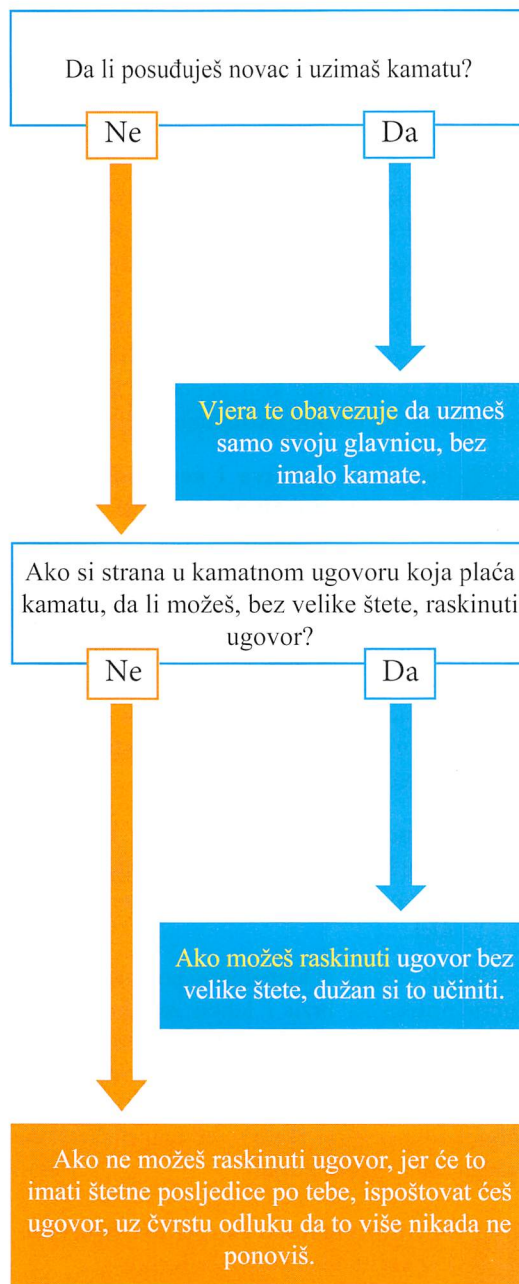 Da li posuđuješ novac i uzimaš kamatu?
Ne
Da
Vjera te obavezuje da uzmeš
samo svoju glavnicu, bez
imalo kamate.
Ako si strana u kamatnom ugovoru koja plaća
kamatu, da li možeš, bez velike štete, raskinuti
ugovor?
Ne
Da
Ako možeš raskinuti ugovor bez
velike štete, dužan si to učiniti.
Ako ne možeš raskinuti ugovor, jer će to
imati štetne posljedice po tebe, ispoštovat ćeš
ugovor, uz čvrstu odluku da to više nikada ne
ponoviš.